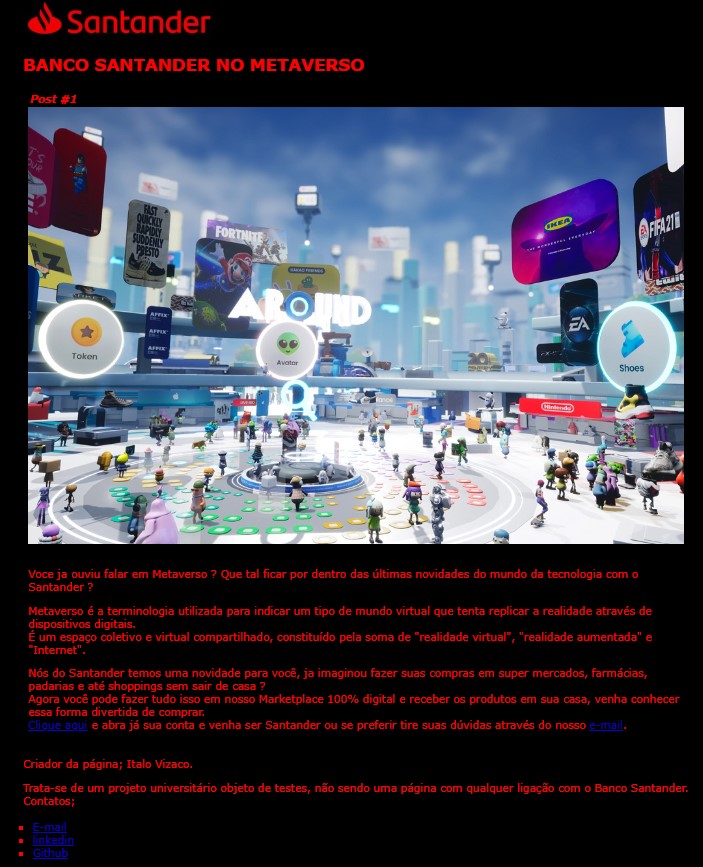 Santander
BANCO SANTANDER NO METAVERSO
Post #1
FAST
QUICKLY
RAPIDLY
SUDDENLY
PRESTO
FORTNITE
IKEA
THE WONDERFUL EVERYDAY
EA
FIFA 21
AROUND
AFFIX
AFFIX
AFFIX
EA
Token
Avatar
Shoes
Nintendo
Voce ja ouviu falar em Metaverso ? Que tal ficar por dentro das últimas novidades do mundo da tecnologia com o
Santander ?
Metaverso é a terminologia utilizada para indicar um tipo de mundo virtual que tenta replicar a realidade através de
dispositivos digitais.
É um espaço coletivo e virtual compartilhado, constituído pela soma de "realidade virtual", "realidade aumentada" e
"Internet".
Nós do Santander temos uma novidade para você, ja imaginou fazer suas compras em super mercados, farmácias,
padarias e até shoppings sem sair de casa ?
Agora você pode fazer tudo isso em nosso Marketplace 100% digital e receber os produtos em sua casa, venha conhecer
essa forma divertida de comprar.
Clique aqui e abra já sua conta e venha ser Santander ou se preferir tire suas dúvidas através do nosso e-mail.
Criador da página; Italo Vizaco.
Trata-se de um projeto universitário objeto de testes, não sendo uma página com qualquer ligação com o Banco Santander.
Contatos;
E-mail
linkedin
Github